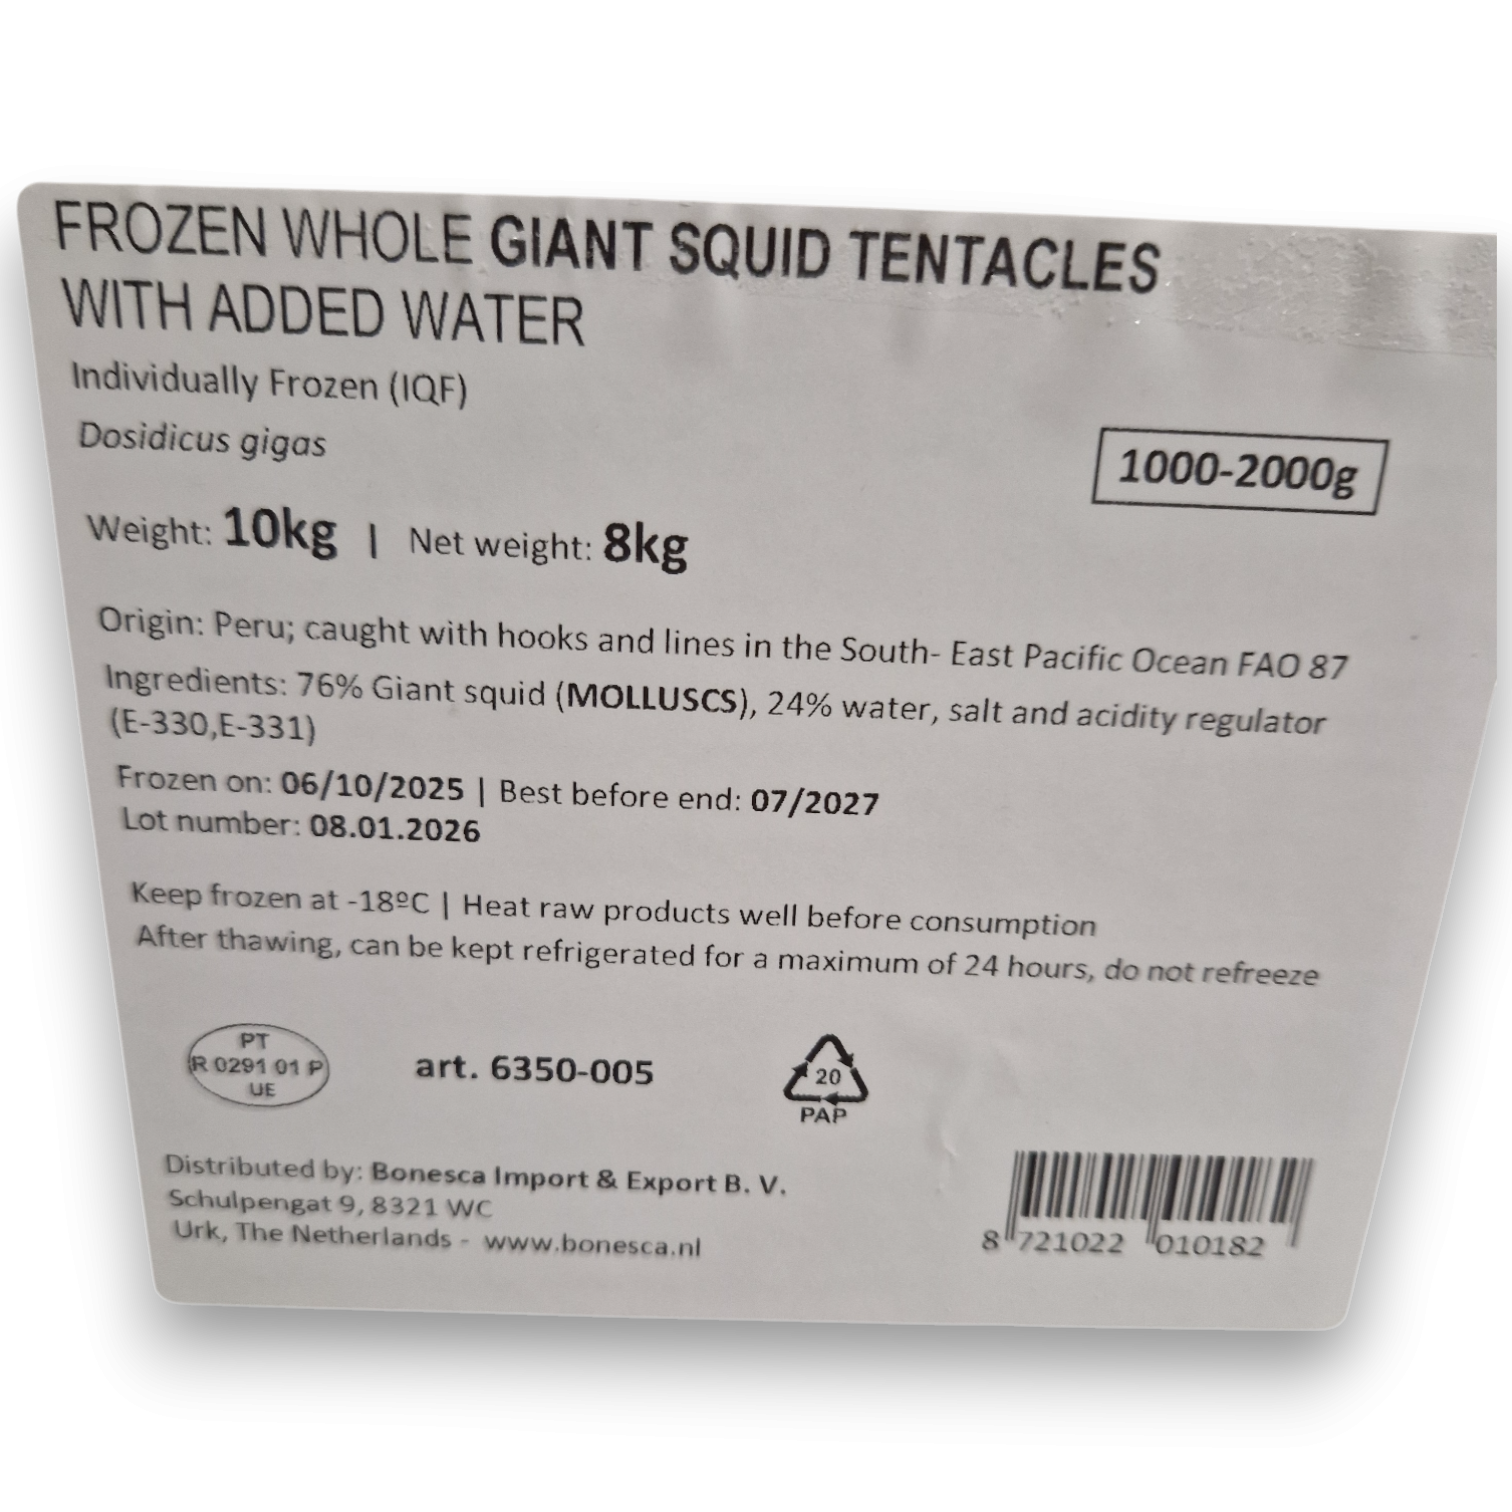 FROZEN WHOLE GIANT SQUID TENTACLES
WITH ADDED WATER
Individually Frozen (IQF)
Dosidicus gigas
1000-2000g
Weight: 10kg | Net weight: 8kg
Origin: Peru; caught with hooks and lines in the South- East Pacific Ocean FAO 87
Ingredients: 76% Giant squid (MOLLUSCS), 24% water, salt and acidity regulator
(E-330,E-331)
Frozen on: 06/10/2025 | Best before end: 07/2027
Lot number: 08.01.2026
Keep frozen at -18ºC | Heat raw products well before consumption
After thawing, can be kept refrigerated for a maximum of 24 hours, do not refreeze
PT
R 0291 01 P
UE
art. 6350-005
20
PAP
Distributed by: Bonesca Import & Export B. V.
Schulpengat 9, 8321 WC
Urk, The Netherlands - www.bonesca.nl
8 721022 010182